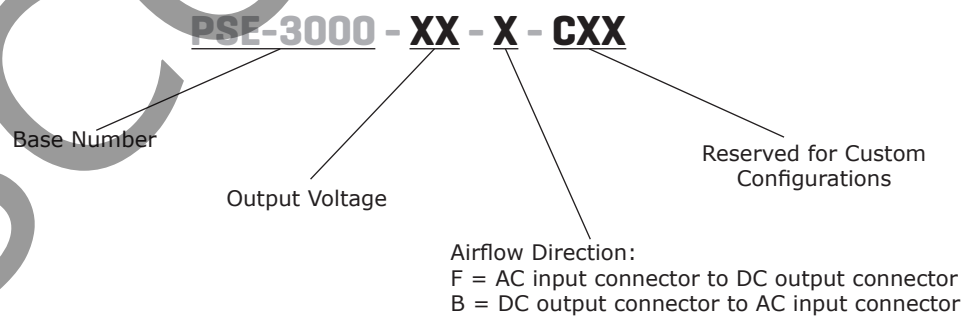 PSE-3000 - XX - X - CXX
Base Number
Output Voltage
Reserved for Custom
Configurations
Airflow Direction:
F = AC input connector to DC output connector
B = DC output connector to AC input connector